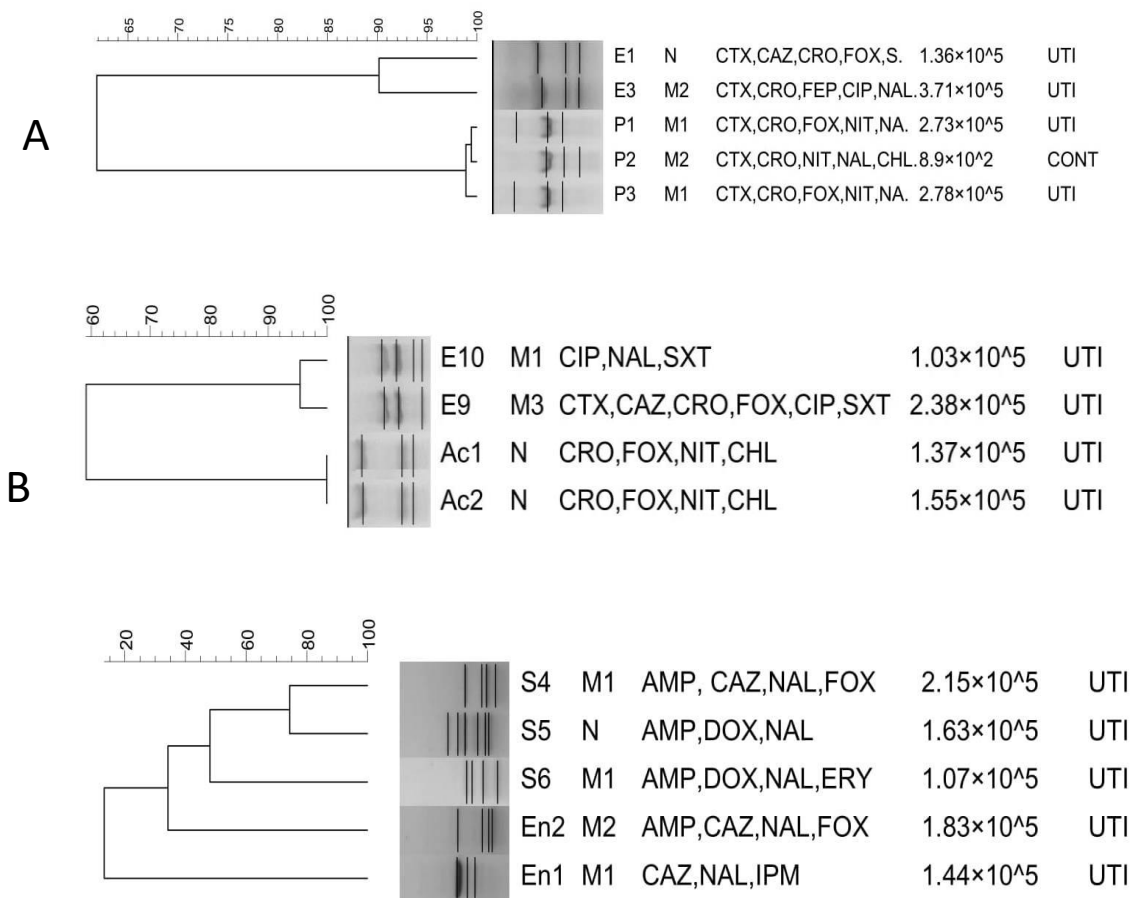 65 70 75 80 85 90 95 100
A
E1 N CTX,CAZ,CRO,FOX,S. 1.36×10^5 UTI
E3 M2 CTX,CRO,FEP,CIP,NAL. 3.71×10^5 UTI
P1 M1 CTX,CRO,FOX,NIT,NA. 2.73×10^5 UTI
P2 M2 CTX,CRO,NIT,NAL,CHL. 8.9×10^2 CONT
P3 M1 CTX,CRO,FOX,NIT,NA. 2.78×10^5 UTI
60 70 80 90 100
B
E10 M1 CIP,NAL,SXT 1.03×10^5 UTI
E9 M3 CTX,CAZ,CRO,FOX,CIP,SXT 2.38×10^5 UTI
Ac1 N CRO,FOX,NIT,CHL 1.37×10^5 UTI
Ac2 N CRO,FOX,NIT,CHL 1.55×10^5 UTI
20 40 60 80 100
S4 M1 AMP, CAZ,NAL,FOX 2.15×10^5 UTI
S5 N AMP,DOX,NAL 1.63×10^5 UTI
S6 M1 AMP,DOX,NAL,ERY 1.07×10^5 UTI
En2 M2 AMP,CAZ,NAL,FOX 1.83×10^5 UTI
En1 M1 CAZ,NAL,IPM 1.44×10^5 UTI